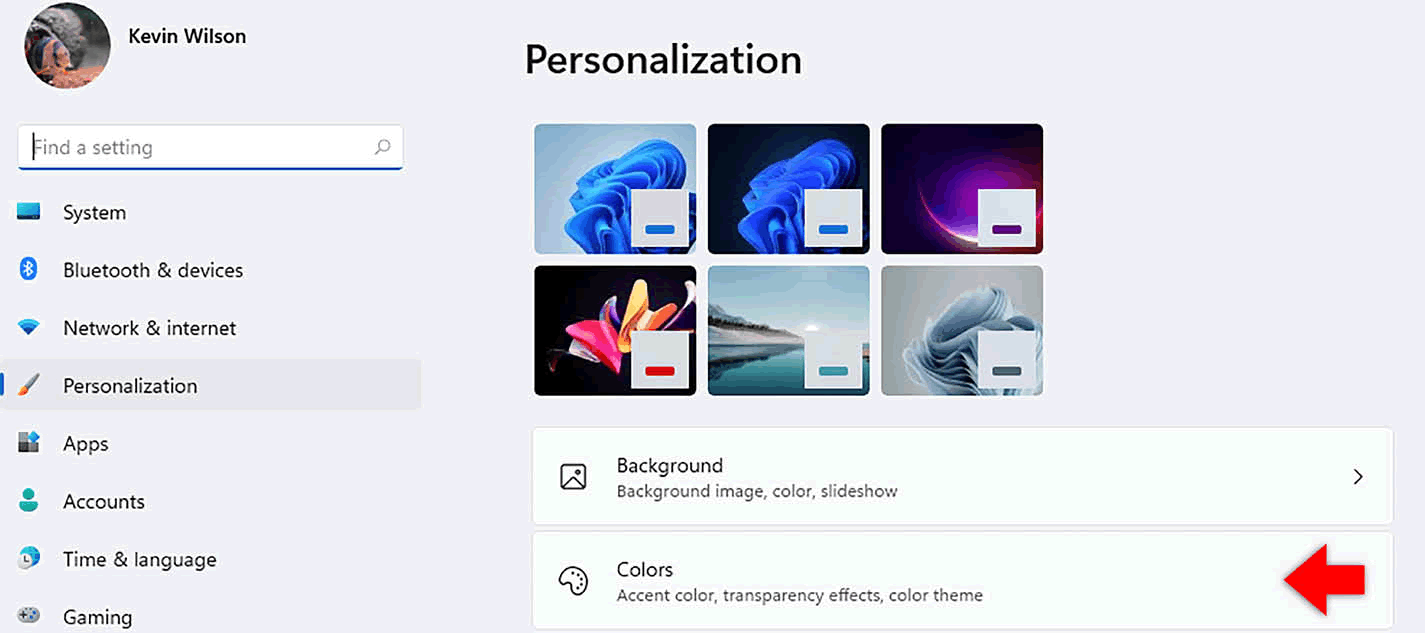 Kevin Wilson
Find a setting
System
Bluetooth & devices
Network & internet
Personalization
Apps
Accounts
Time & language
Gaming
Personalization
Background
Background image, color, slideshow
Colors
Accent color, transparency effects, color theme